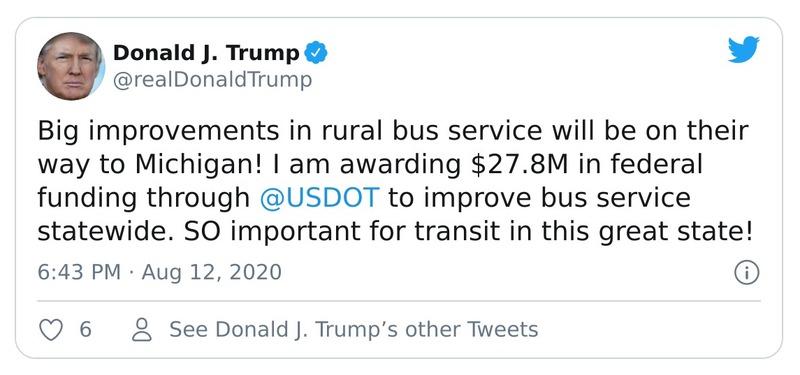 Donald J. Trump
@realDonaldTrump
Big improvements in rural bus service will be on their
way to Michigan! I am awarding $27.8M in federal
funding through @USDOT to improve bus service
statewide. SO important for transit in this great state!
6:43 PM · Aug 12, 2020
6 See Donald J. Trump’s other Tweets